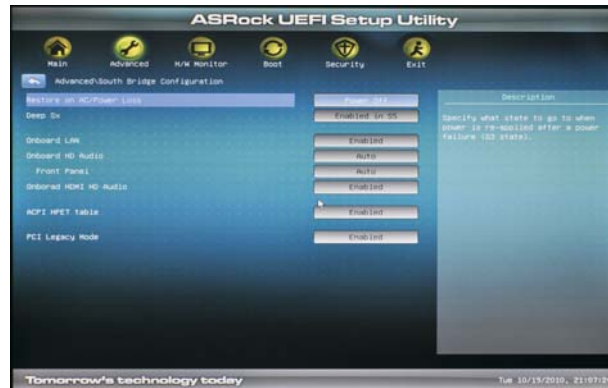 ASRock UEFI Setup Utility
Main Advanced H/W Monitor Boot Security Exit
Advanced\South Bridge Configuration
Restore on AC/Power Loss Power Off
Deep Sx Enabled in S5
Onboard LAN Enabled
Onboard HD Audio Auto
Front Panel Auto
Onborad HDMI HD Audio Enabled
ACPI HPET table Enabled
PCI Legacy Mode Enabled
Description
Specify what state to go to when
power is re-applied after a power
failure (G3 state).
Tomorrow's technology today
Tue 10/19/2010,